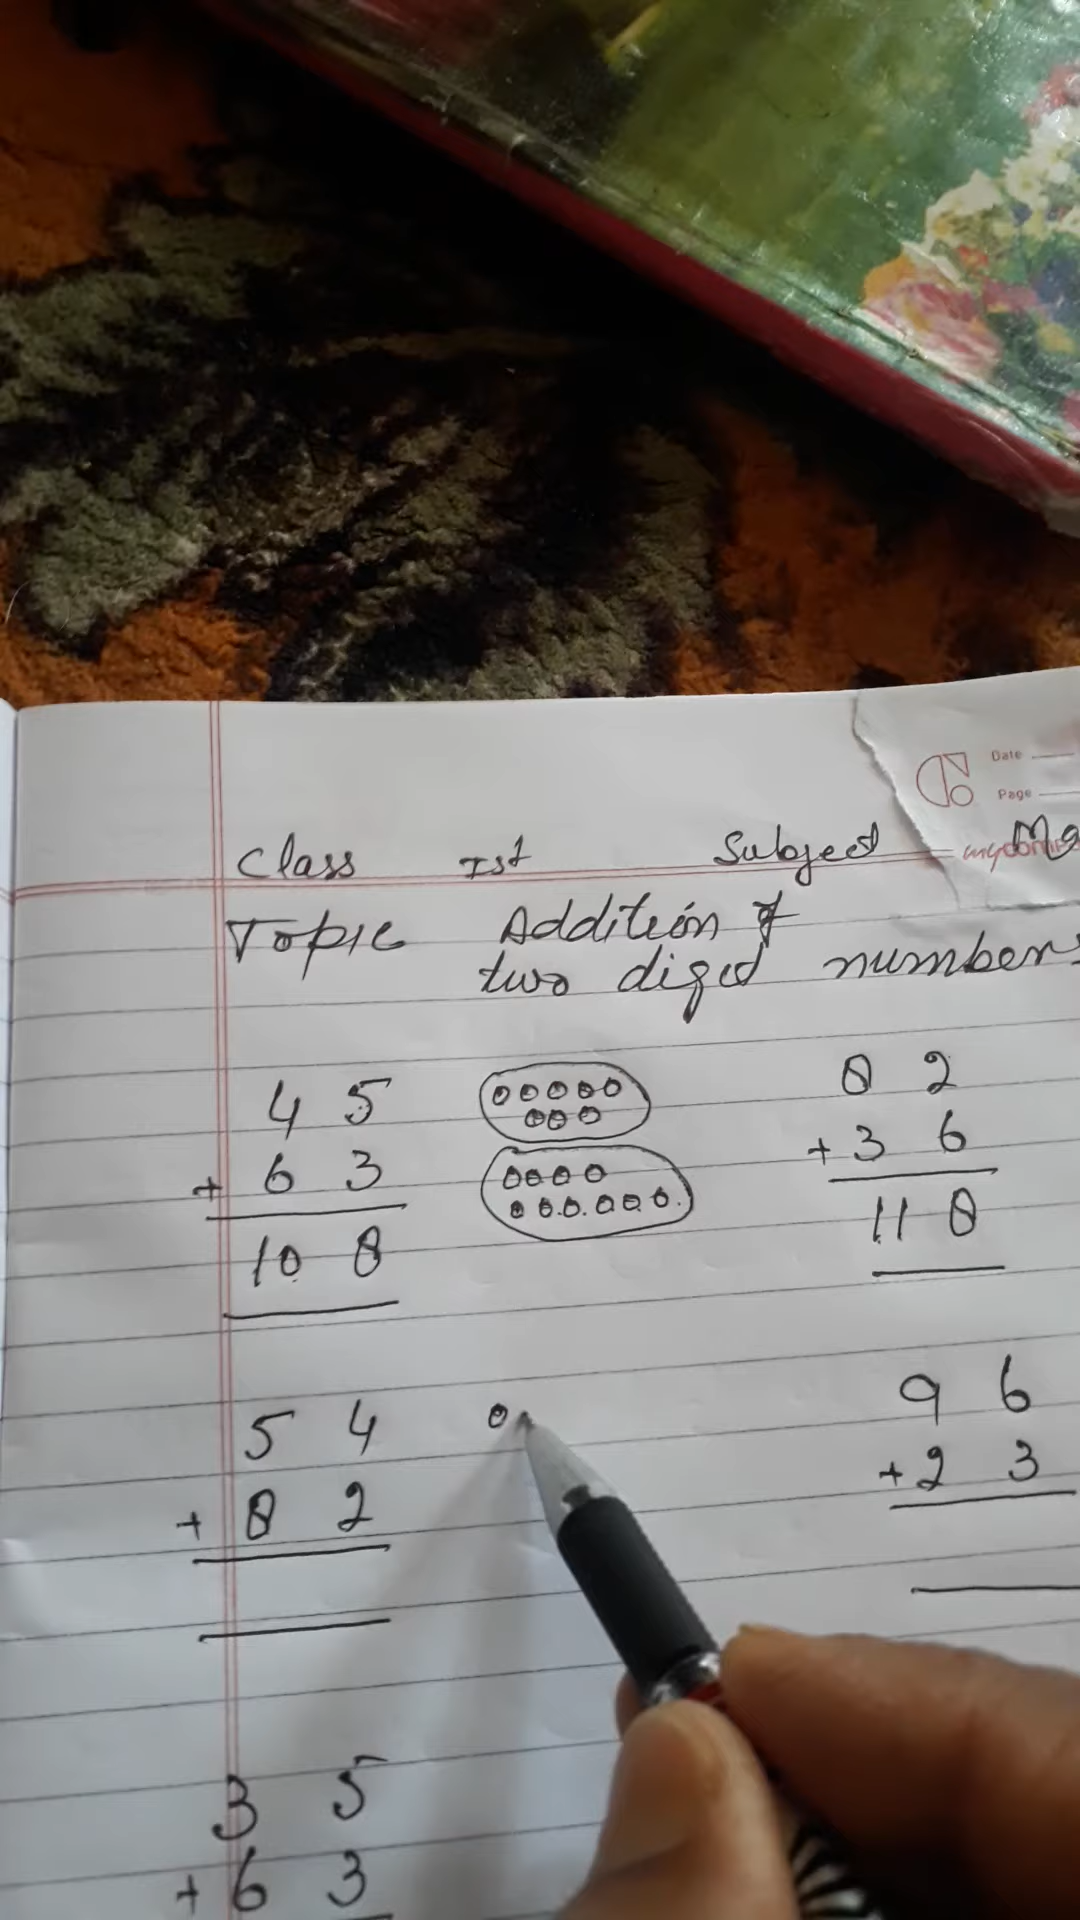 Date
Page
Class Ist Subject
Topic Addition of
two diged numbers
4 5
+ 6 3
10 8
8 2
+ 3 6
11 8
5 4
+ 8 2
9 6
+ 2 3
3 5
+ 6 3